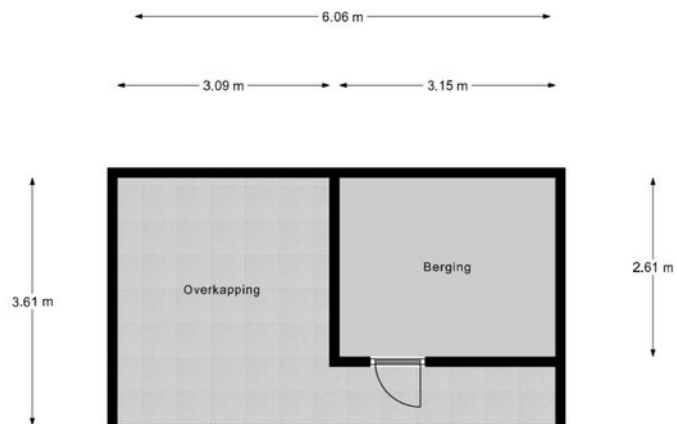 6.06 m
3.09 m
3.15 m
Berging
2.61 m
Overkapping
3.61 m